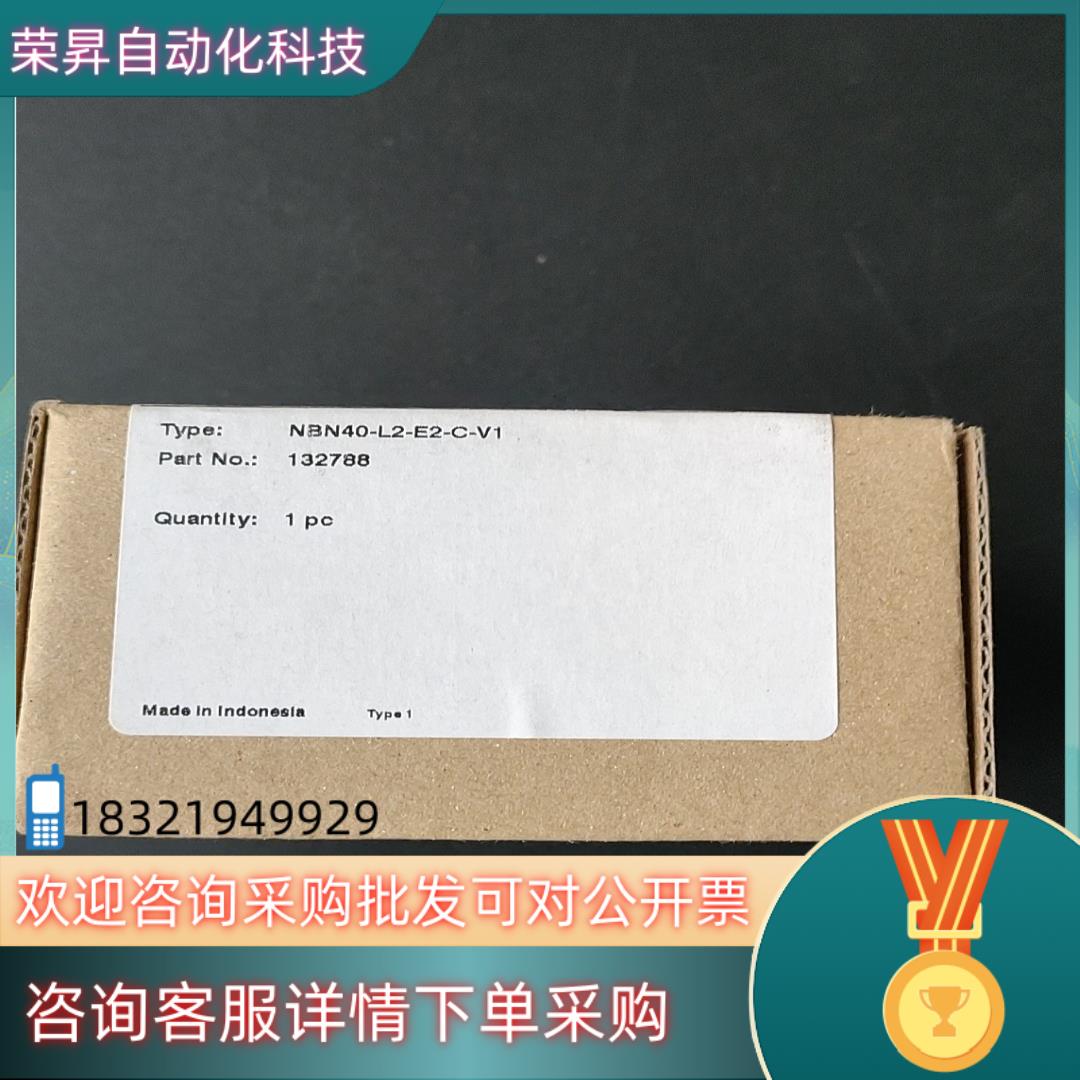 荣昇自动化科技
Type: NBN40-L2-E2-C-V1
Part No.: 132788
Quantity: 1 pc
Made in Indonesia Type 1
18321949929
欢迎咨询采购批发可对公开票
咨询客服详情下单采购